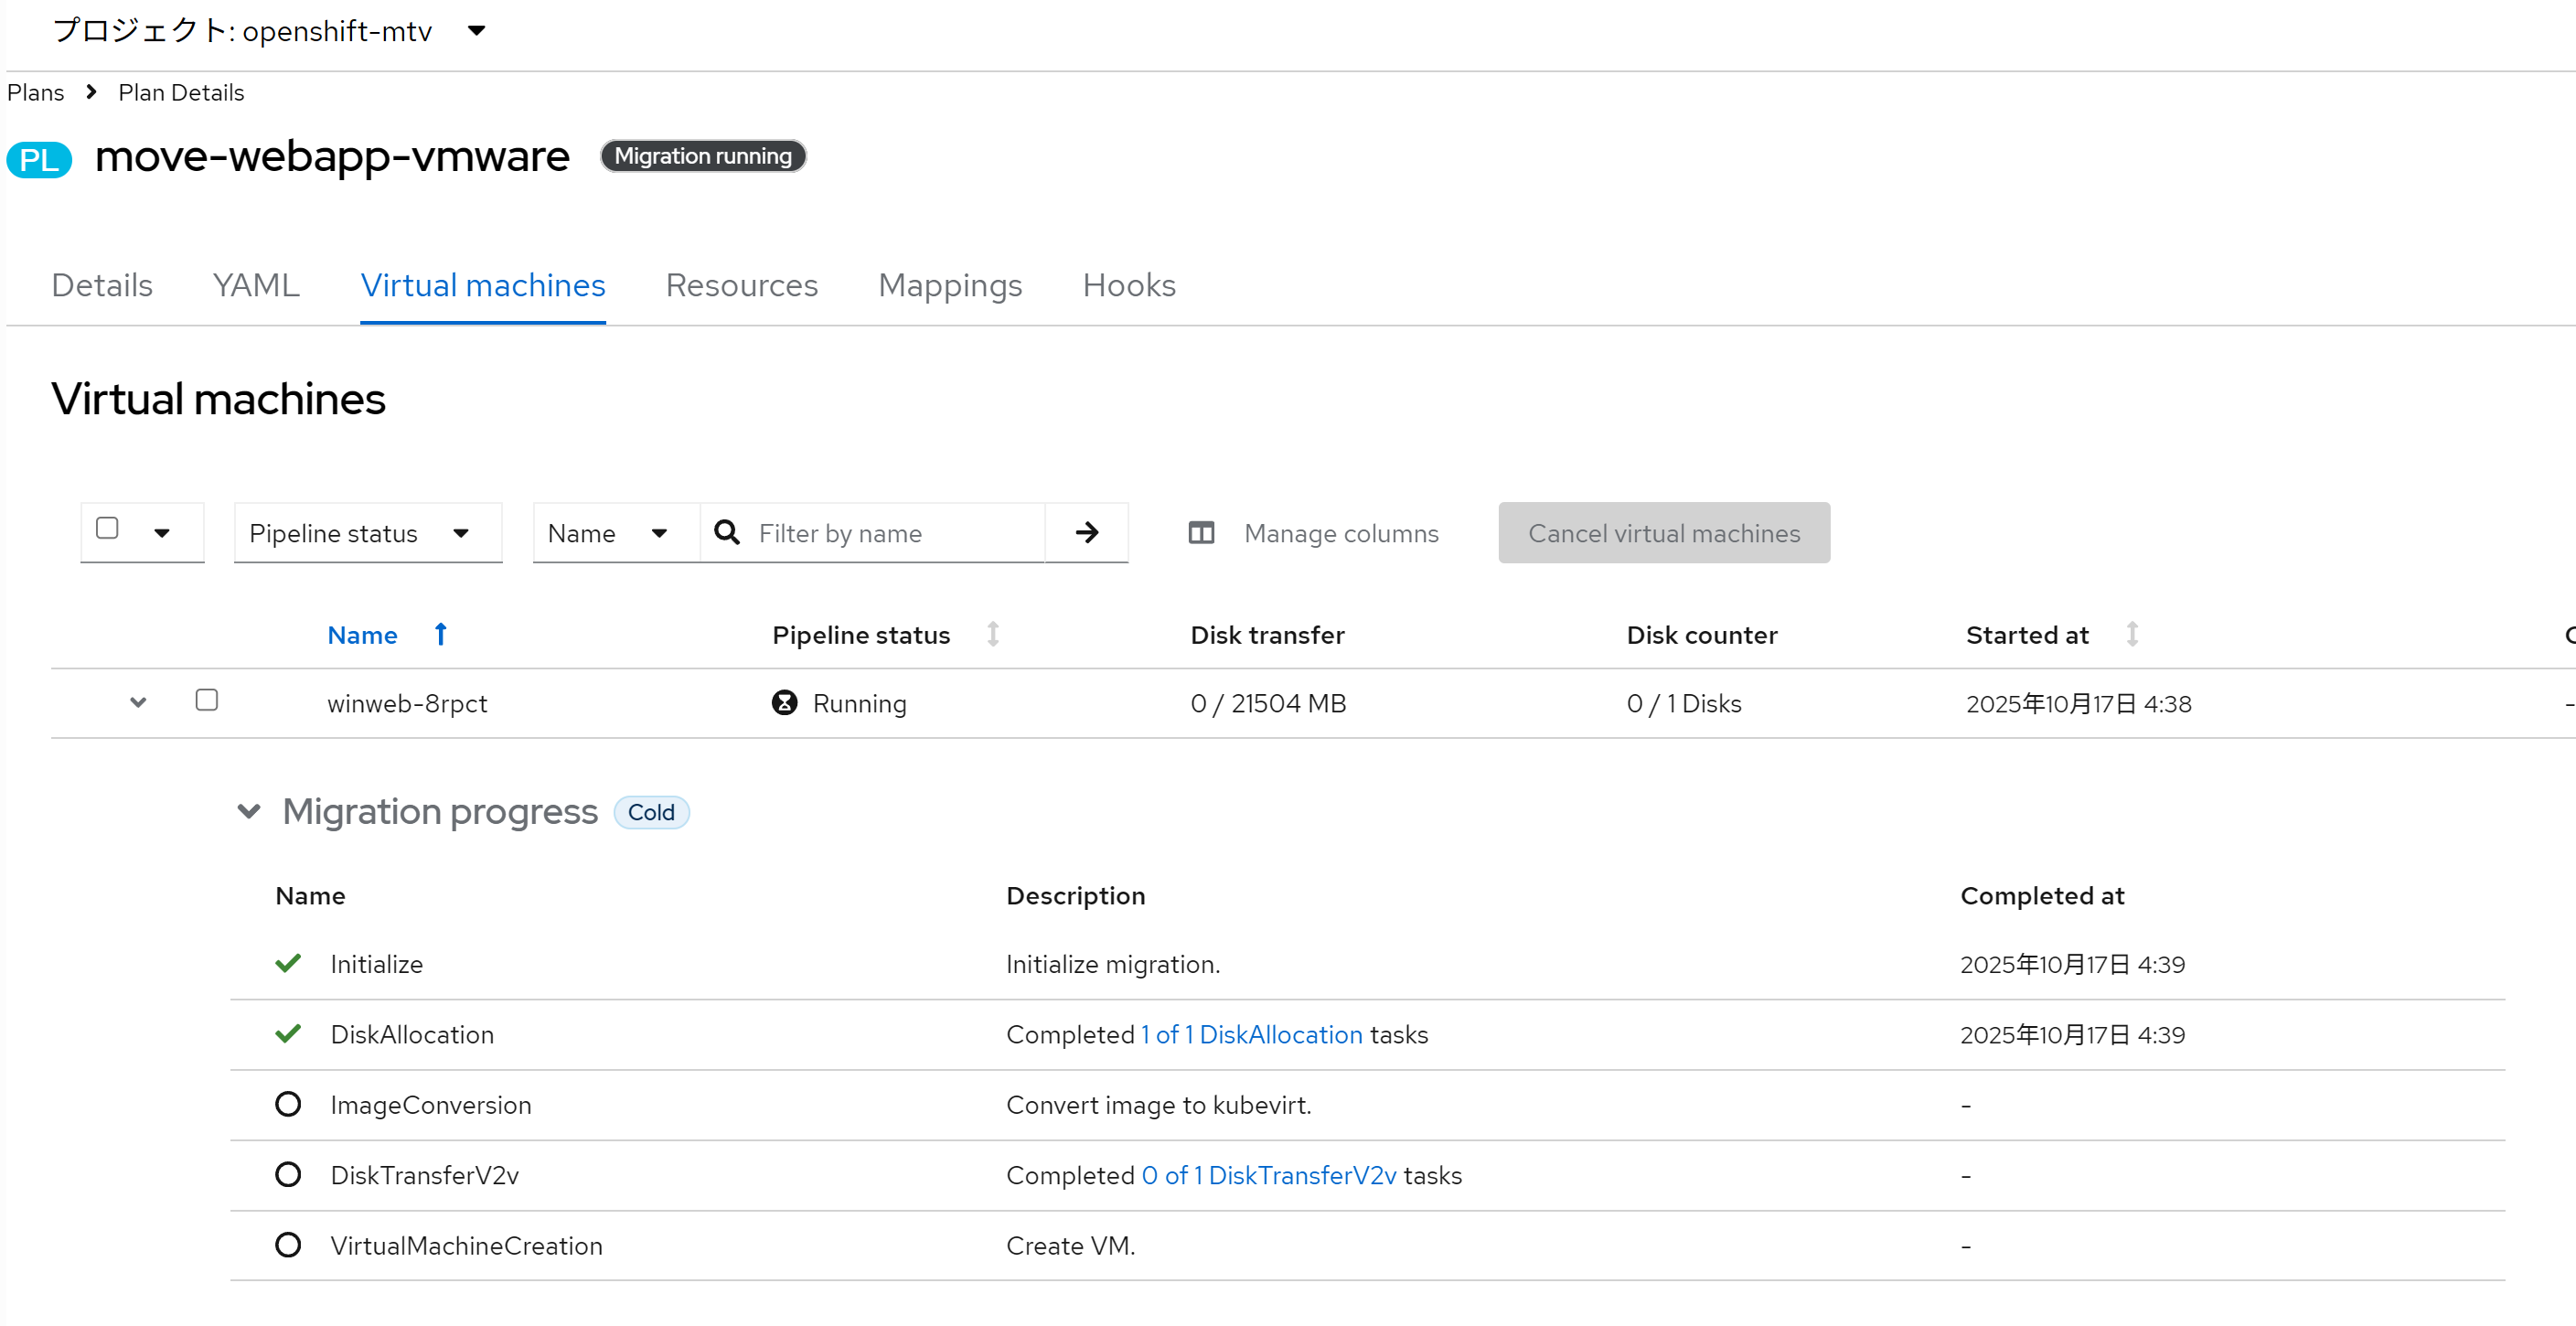 プロジェクト: openshift-mtv
Plans Plan Details
PL move-webapp-vmware Migration running
Details YAML Virtual machines Resources Mappings Hooks
Virtual machines
Pipeline status Name Filter by name Manage columns Cancel virtual machines
Name Pipeline status Disk transfer Disk counter Started at
winweb-8rpct Running 0 / 21504 MB 0 / 1 Disks 2025年10月17日 4:38
Migration progress Cold
Name Description Completed at
Initialize Initialize migration. 2025年10月17日 4:39
DiskAllocation Completed 1 of 1 DiskAllocation tasks 2025年10月17日 4:39
ImageConversion Convert image to kubevirt. -
DiskTransferV2v Completed 0 of 1 DiskTransferV2v tasks -
VirtualMachineCreation Create VM. -